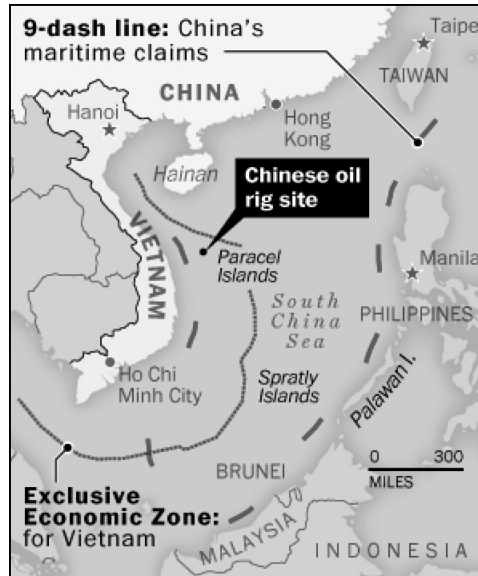 9-dash line: China's
maritime claims
Taipe
TAIWAN
CHINA
Hanoi
Hong
Kong
Hainan
Chinese oil
rig site
VIETNAM
Paracel
Islands
Manila
South
China
Sea
PHILIPPINES
Ho Chi
Minh City
Spratly
Islands
Palawan I.
0 300
MILES
BRUNEI
Exclusive
Economic Zone:
for Vietnam
MALAYSIA
INDONESIA